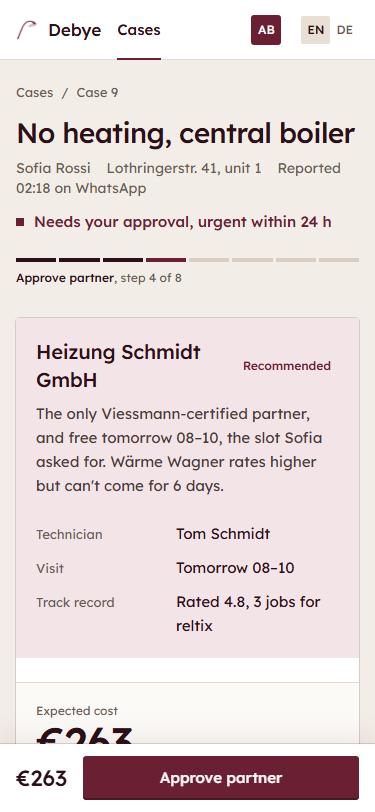 Debye Cases AB EN DE
Cases / Case 9
No heating, central boiler
Sofia Rossi Lothringerstr. 41, unit 1 Reported
02:18 on WhatsApp
Needs your approval, urgent within 24 h
Approve partner, step 4 of 8
Heizung Schmidt
GmbH
Recommended
The only Viessmann-certified partner,
and free tomorrow 08–10, the slot Sofia
asked for. Wärme Wagner rates higher
but can't come for 6 days.
Technician Tom Schmidt
Visit Tomorrow 08–10
Track record Rated 4.8, 3 jobs for
reltix
Expected cost
€263
€263 Approve partner